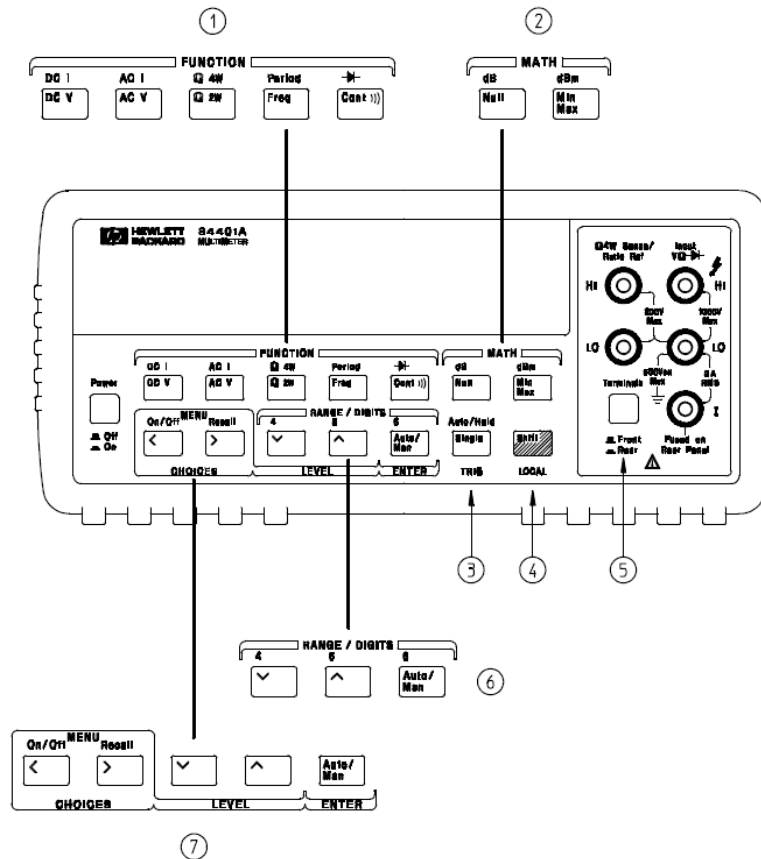 1 2
FUNCTION MATH
DC I AC I Ω 4W Period dB dBm
DC V AC V Ω 2W Freq Cont ))) Null Min Max
hp HEWLETT PACKARD 34401A MULTIMETER
Ω4W Sense/ Ratio Ref Input VΩ
HI HI
200V Max 1000V Max
LO LO
500Vpk Max 3A RMS
Terminals I
Front Rear Fused on Rear Panel
FUNCTION MATH
DC I AC I Ω 4W Period dB dBm
Power DC V AC V Ω 2W Freq Cont ))) Null Min Max
Off On
MENU RANGE / DIGITS
On/Off Recall 4 5 6 Auto/Hold
< > ∨ ∧ Auto/ Man Single Shift
CHOICES LEVEL ENTER TRIG LOCAL
3 4 5
RANGE / DIGITS
4 5 6
∨ ∧ Auto/ Man 6
MENU
On/Off Recall
< > ∨ ∧ Auto/ Man
CHOICES LEVEL ENTER
7